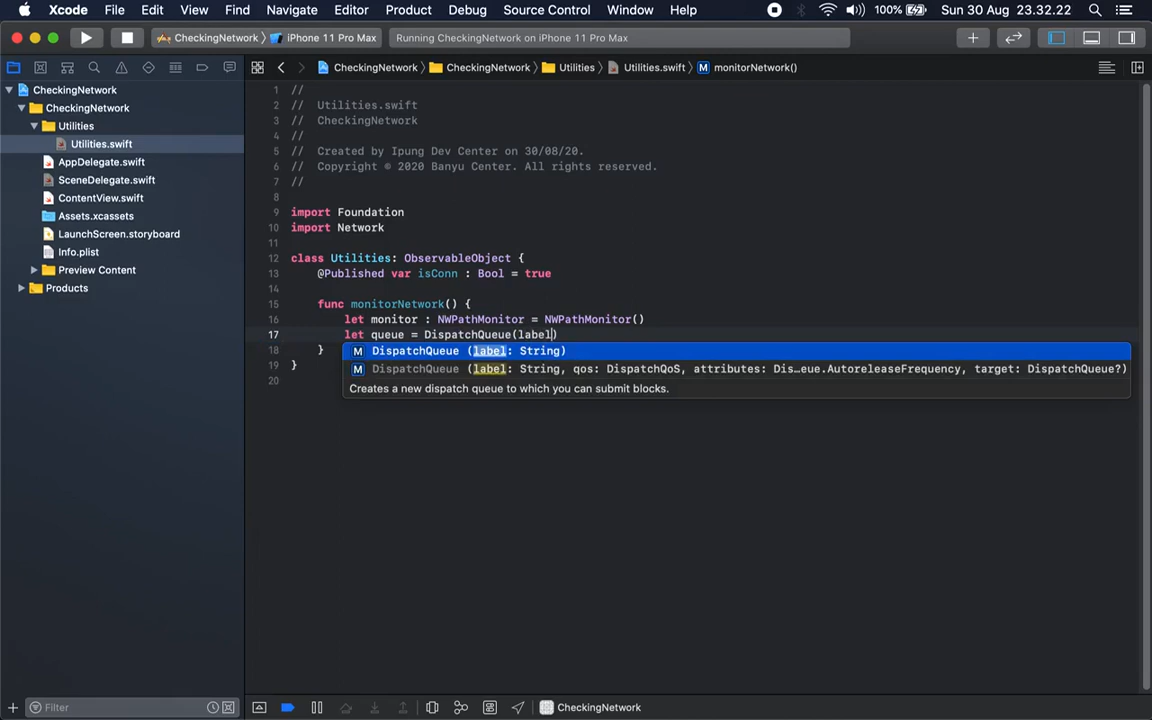 Xcode File Edit View Find Navigate Editor Product Debug Source Control Window Help 100% Sun 30 Aug 23.32.22
CheckingNetwork iPhone 11 Pro Max Running CheckingNetwork on iPhone 11 Pro Max
CheckingNetwork CheckingNetwork Utilities Utilities.swift M monitorNetwork()
CheckingNetwork
CheckingNetwork
Utilities
Utilities.swift
AppDelegate.swift
SceneDelegate.swift
ContentView.swift
Assets.xcassets
LaunchScreen.storyboard
Info.plist
Preview Content
Products
1 //
2 // Utilities.swift
3 // CheckingNetwork
4 //
5 // Created by Ipung Dev Center on 30/08/20.
6 // Copyright © 2020 Banyu Center. All rights reserved.
7 //
8
9 import Foundation
10 import Network
11
12 class Utilities: ObservableObject {
13 @Published var isConn : Bool = true
14
15 func monitorNetwork() {
16 let monitor : NWPathMonitor = NWPathMonitor()
17 let queue = DispatchQueue(label)
18 }
19 }
20
M DispatchQueue (label: String)
M DispatchQueue (label: String, qos: DispatchQoS, attributes: Dis…eue.AutoreleaseFrequency, target: DispatchQueue?)
Creates a new dispatch queue to which you can submit blocks.
Filter
CheckingNetwork